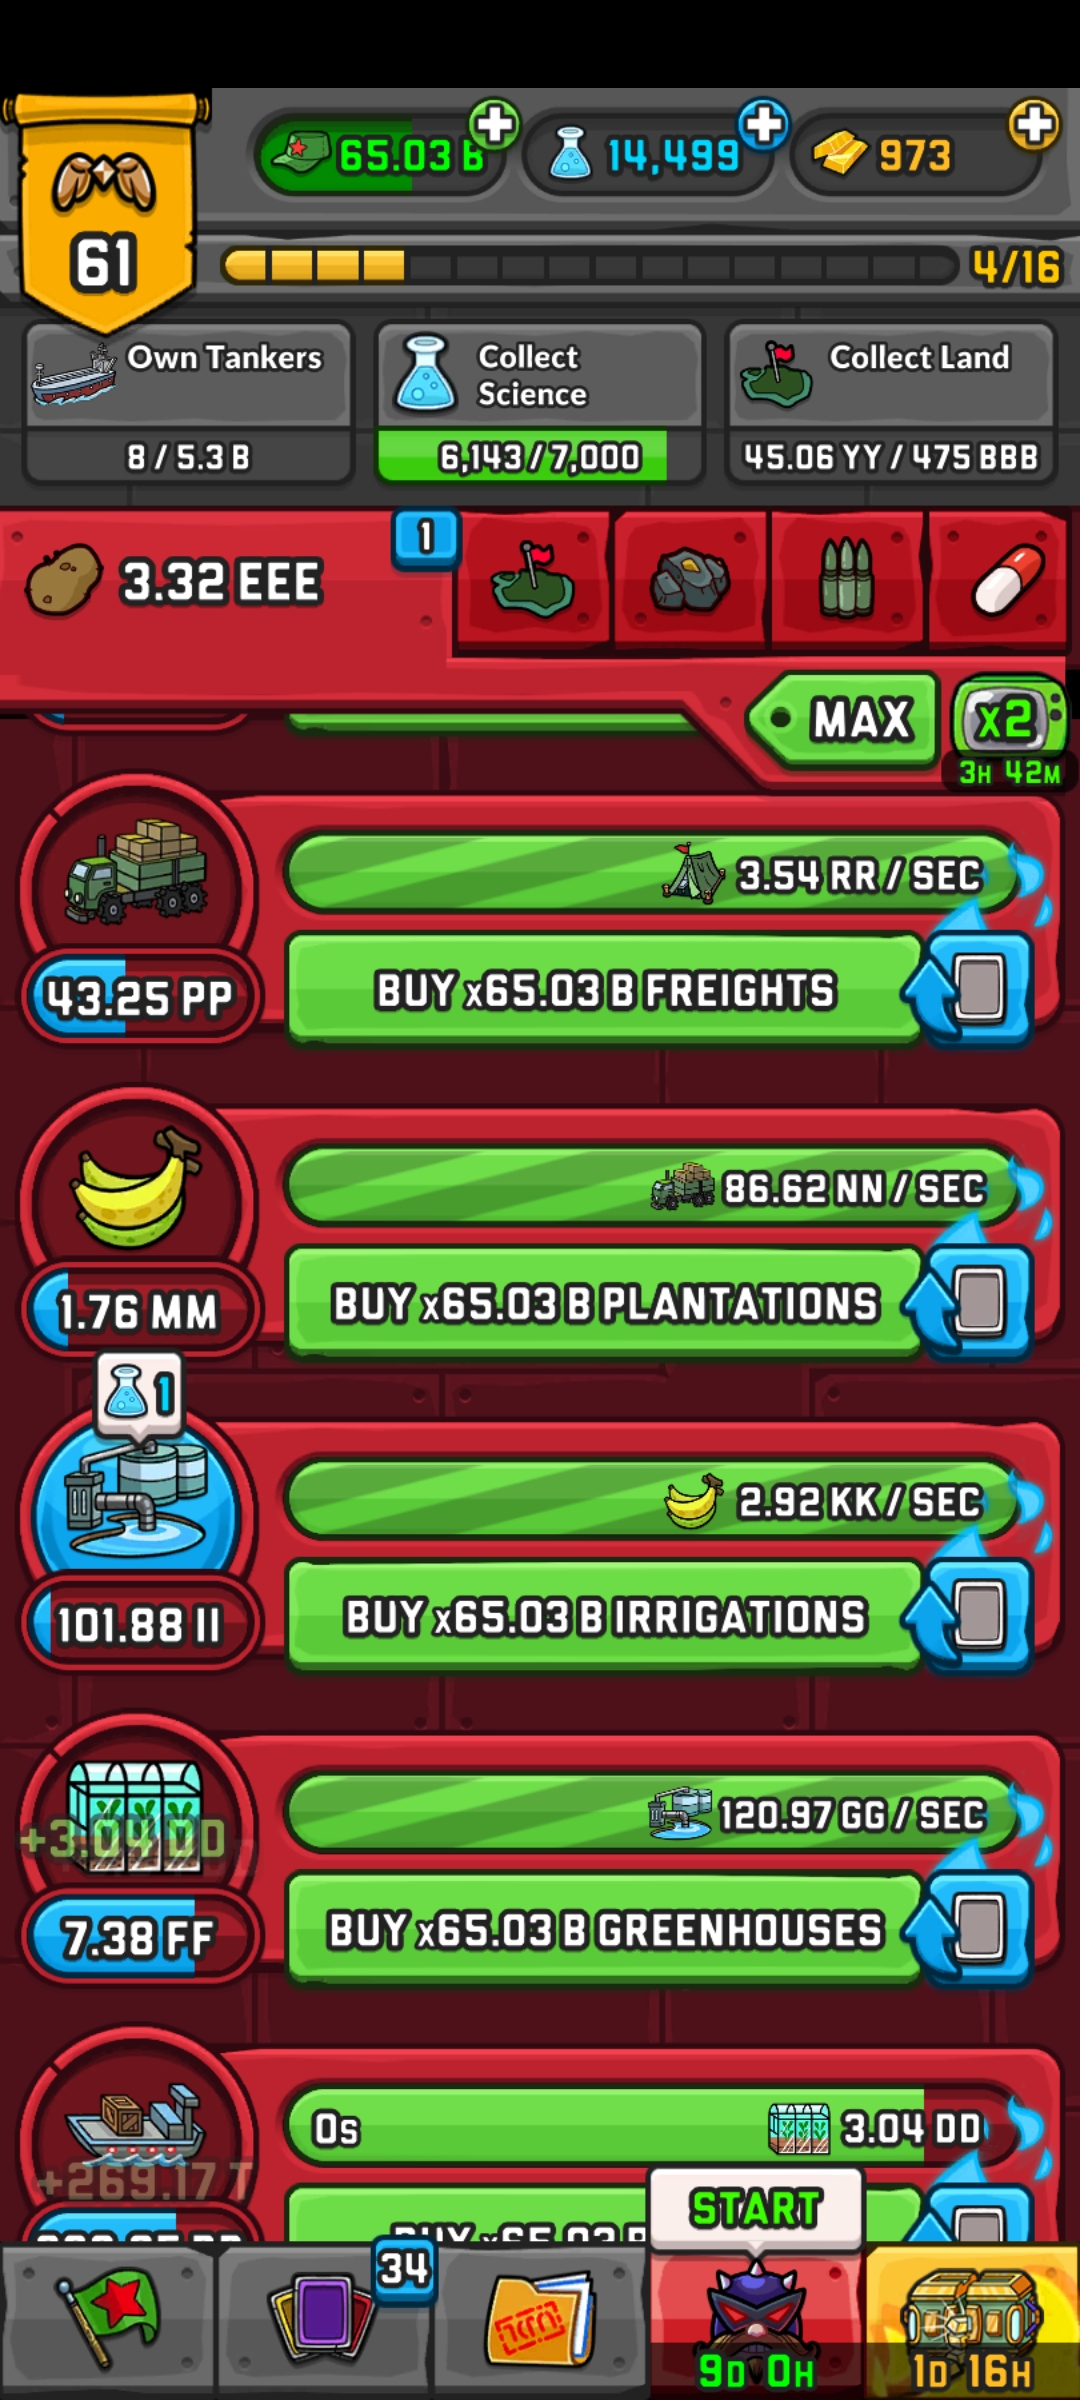 65.03 B
14,499
973
61
4/16
Own Tankers
8 / 5.3 B
Collect
Science
6,143 / 7,000
Collect Land
45.06 YY / 475 BBB
3.32 EEE
1
MAX
x2
3H 42M
3.54 RR / SEC
43.25 PP
BUY x65.03 B FREIGHTS
86.62 NN / SEC
1.76 MM
BUY x65.03 B PLANTATIONS
1
2.92 KK / SEC
101.88 II
BUY x65.03 B IRRIGATIONS
120.97 GG / SEC
+3.04 DD
7.38 FF
BUY x65.03 B GREENHOUSES
0s
3.04 DD
+269.17 T
BUY x65.03 B
START
34
9D 0H
1D 16H